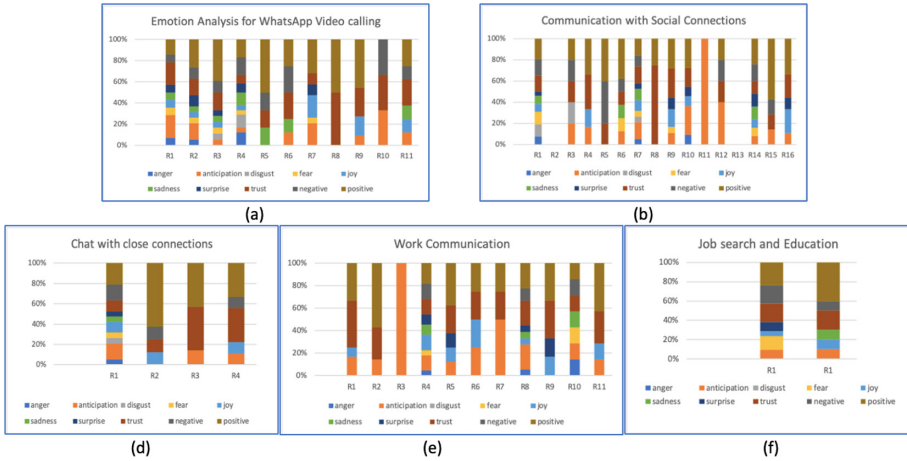 Emotion Analysis for WhatsApp Video calling
100%
80%
60%
40%
20%
0%
R1 R2 R3 R4 R5 R6 R7 R8 R9 R10 R11
anger anticipation disgust fear joy
sadness surprise trust negative positive
(a)
Communication with Social Connections
100%
80%
60%
40%
20%
0%
R1 R2 R3 R4 R5 R6 R7 R8 R9 R10 R11 R12 R13 R14 R15 R16
anger anticipation disgust fear joy
sadness surprise trust negative positive
(b)
Chat with close connections
100%
80%
60%
40%
20%
0%
R1 R2 R3 R4
anger anticipation disgust fear joy
sadness surprise trust negative positive
(d)
Work Communication
100%
80%
60%
40%
20%
0%
R1 R2 R3 R4 R5 R6 R7 R8 R9 R10 R11
anger anticipation disgust fear joy
sadness surprise trust negative positive
(e)
Job search and Education
100%
80%
60%
40%
20%
0%
R1 R1
anger anticipation disgust fear joy
sadness surprise trust negative positive
(f)